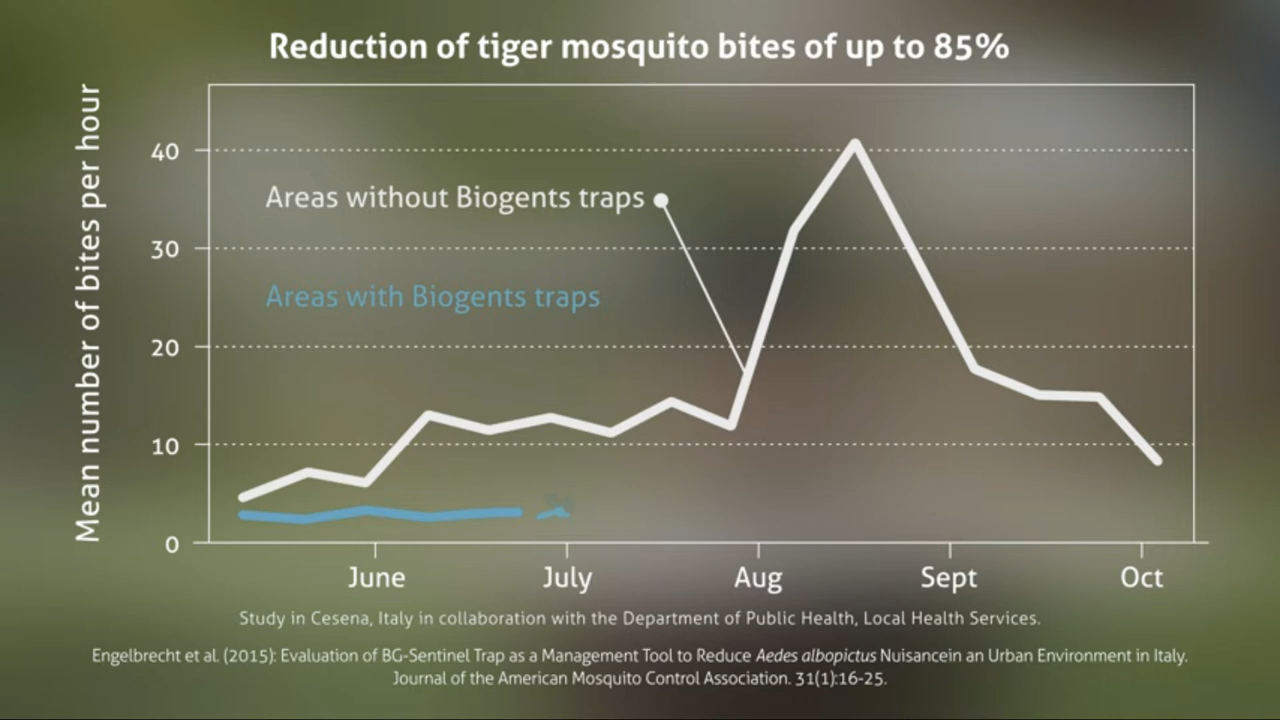 Reduction of tiger mosquito bites of up to 85%
Mean number of bites per hour
40
30
20
10
0
Areas without Biogents traps
Areas with Biogents traps
June July Aug Sept Oct
Study in Cesena, Italy in collaboration with the Department of Public Health, Local Health Services.
Engelbrecht et al. (2015): Evaluation of BG-Sentinel Trap as a Management Tool to Reduce Aedes albopictus Nuisancein an Urban Environment in Italy.
Journal of the American Mosquito Control Association. 31(1):16-25.